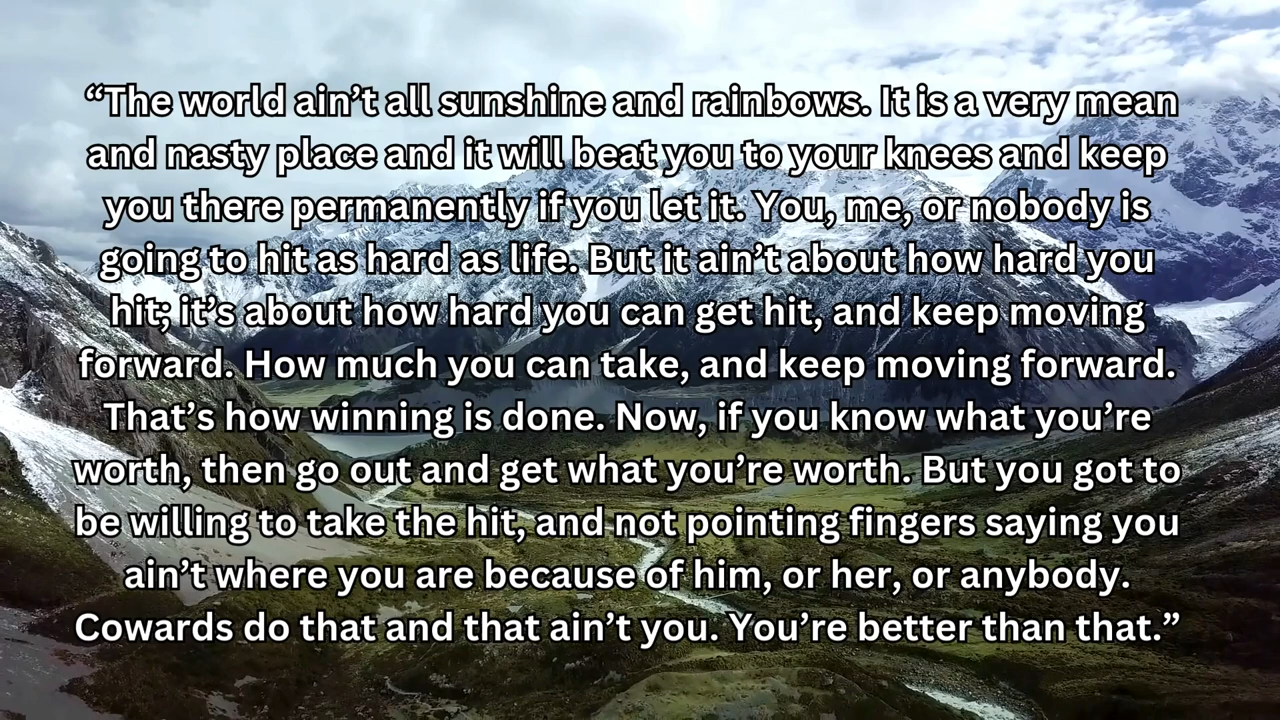 “The world ain’t all sunshine and rainbows. It is a very mean
and nasty place and it will beat you to your knees and keep
you there permanently if you let it. You, me, or nobody is
going to hit as hard as life. But it ain’t about how hard you
hit; it’s about how hard you can get hit, and keep moving
forward. How much you can take, and keep moving forward.
That’s how winning is done. Now, if you know what you’re
worth, then go out and get what you’re worth. But you got to
be willing to take the hit, and not pointing fingers saying you
ain’t where you are because of him, or her, or anybody.
Cowards do that and that ain’t you. You’re better than that.”